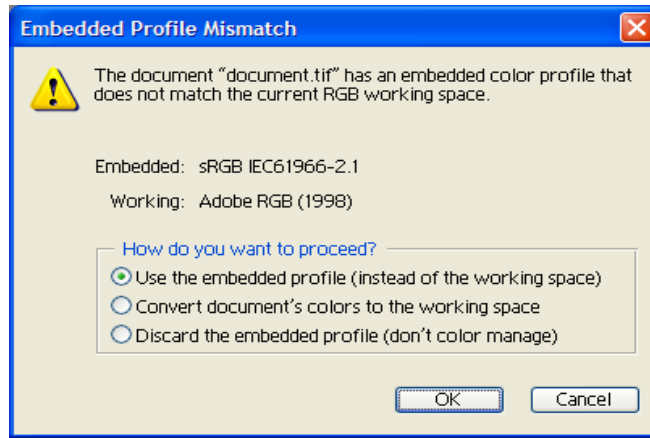 Embedded Profile Mismatch
The document “document.tif” has an embedded color profile that
does not match the current RGB working space.
Embedded: sRGB IEC61966-2.1
Working: Adobe RGB (1998)
How do you want to proceed?
Use the embedded profile (instead of the working space)
Convert document's colors to the working space
Discard the embedded profile (don't color manage)
OK Cancel